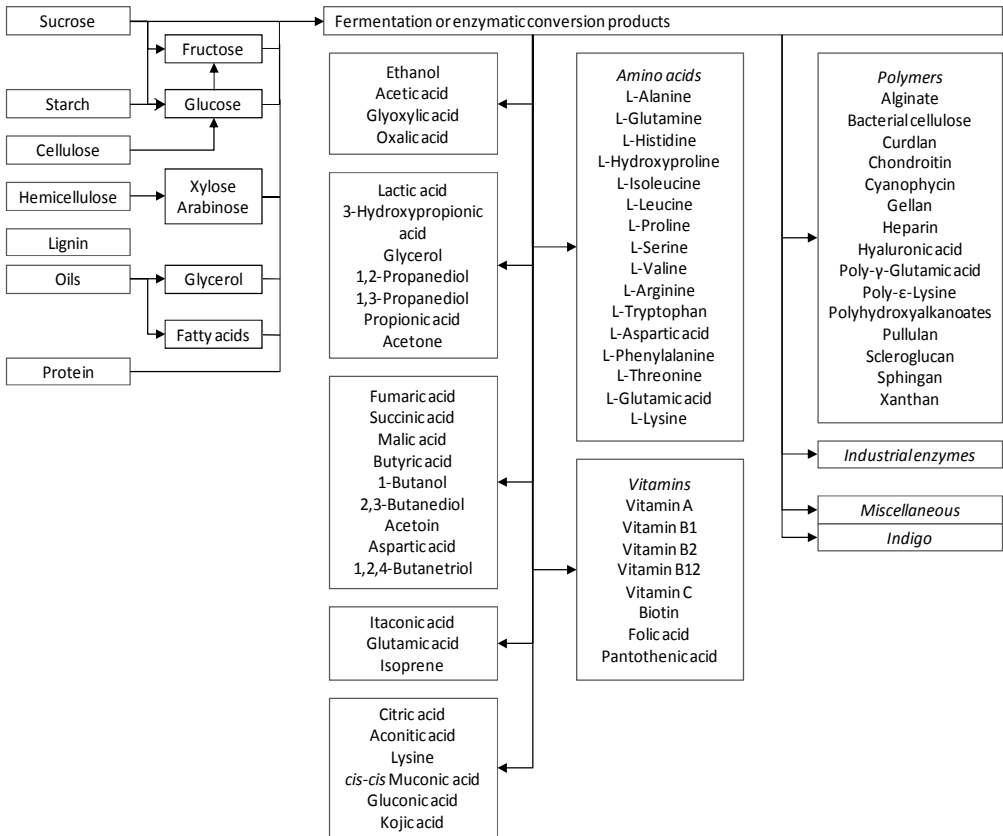 Sucrose
Fructose
Starch
Glucose
Cellulose
Hemicellulose
Xylose
Arabinose
Lignin
Oils
Glycerol
Fatty acids
Protein
Fermentation or enzymatic conversion products
Ethanol
Acetic acid
Glyoxylic acid
Oxalic acid
Lactic acid
3-Hydroxypropionic
acid
Glycerol
1,2-Propanediol
1,3-Propanediol
Propionic acid
Acetone
Fumaric acid
Succinic acid
Malic acid
Butyric acid
1-Butanol
2,3-Butanediol
Acetoin
Aspartic acid
1,2,4-Butanetriol
Itaconic acid
Glutamic acid
Isoprene
Citric acid
Aconitic acid
Lysine
cis-cis Muconic acid
Gluconic acid
Kojic acid
Amino acids
L-Alanine
L-Glutamine
L-Histidine
L-Hydroxyproline
L-Isoleucine
L-Leucine
L-Proline
L-Serine
L-Valine
L-Arginine
L-Tryptophan
L-Aspartic acid
L-Phenylalanine
L-Threonine
L-Glutamic acid
L-Lysine
Vitamins
Vitamin A
Vitamin B1
Vitamin B2
Vitamin B12
Vitamin C
Biotin
Folic acid
Pantothenic acid
Polymers
Alginate
Bacterial cellulose
Curdlan
Chondroitin
Cyanophycin
Gellan
Heparin
Hyaluronic acid
Poly-γ-Glutamic acid
Poly-ε-Lysine
Polyhydroxyalkanoates
Pullulan
Scleroglucan
Sphingan
Xanthan
Industrial enzymes
Miscellaneous
Indigo